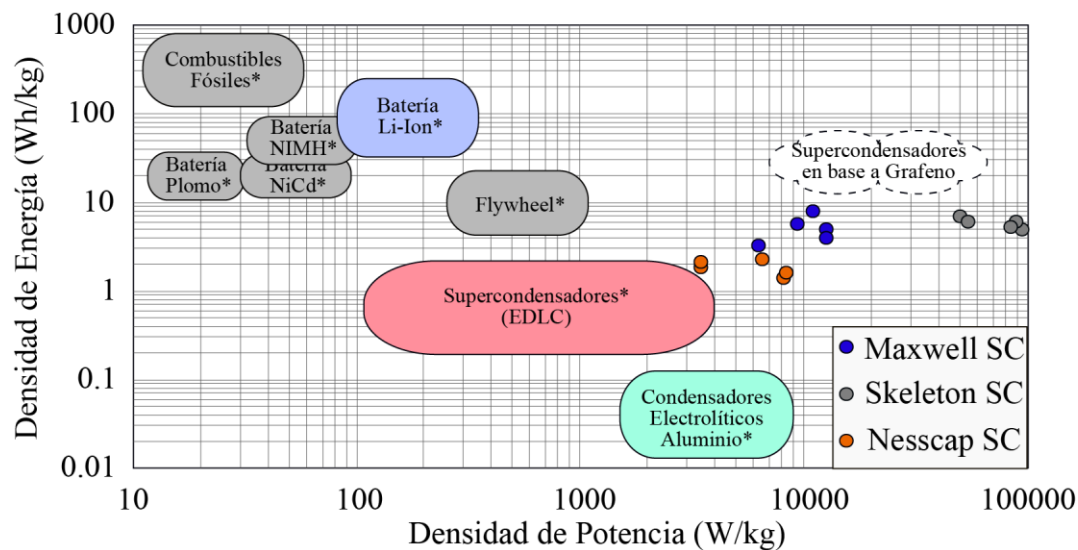 Densidad de Energía (Wh/kg)
1000
100
10
1
0.1
0.01
Combustibles
Fósiles*
Batería
Li-Ion*
Batería
NIMH*
Batería
Plomo*
Batería
NiCd*
Flywheel*
Supercondensadores
en base a Grafeno
Supercondensadores*
(EDLC)
Condensadores
Electrolíticos
Aluminio*
Maxwell SC
Skeleton SC
Nesscap SC
10
100
1000
10000
100000
Densidad de Potencia (W/kg)